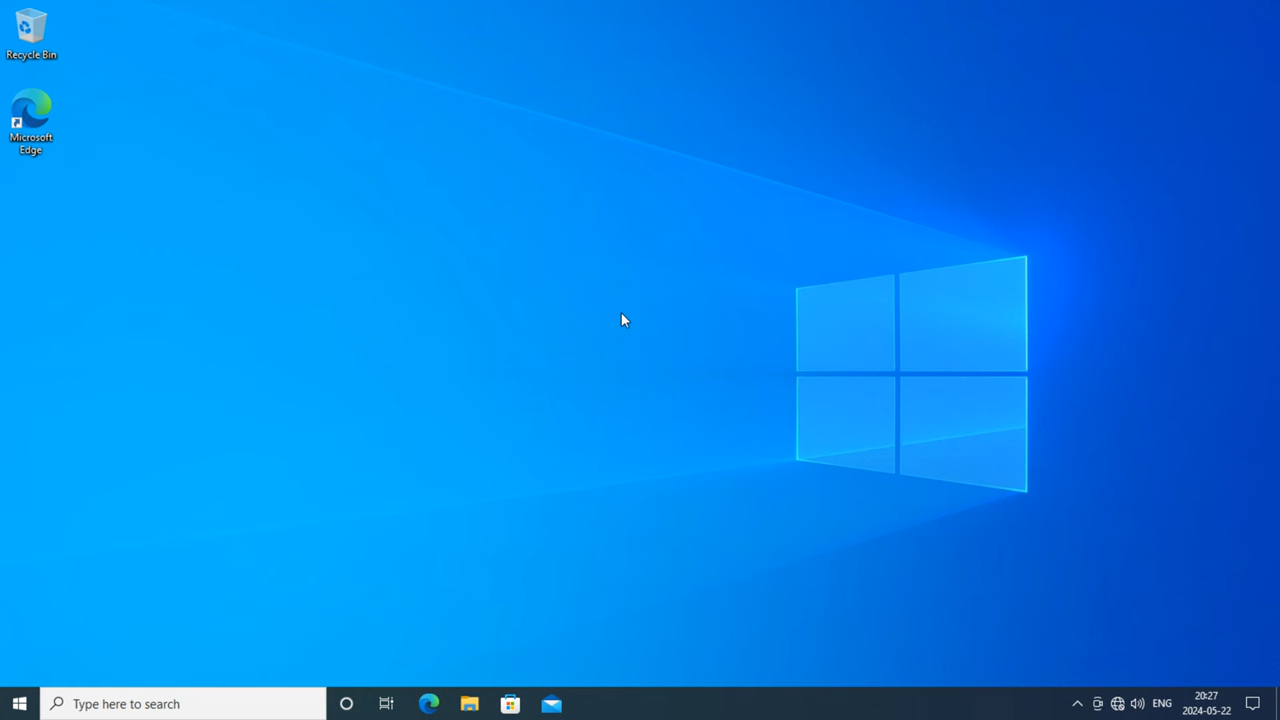 Recycle Bin
Microsoft
Edge
Type here to search
ENG
20:27
2024-05-22